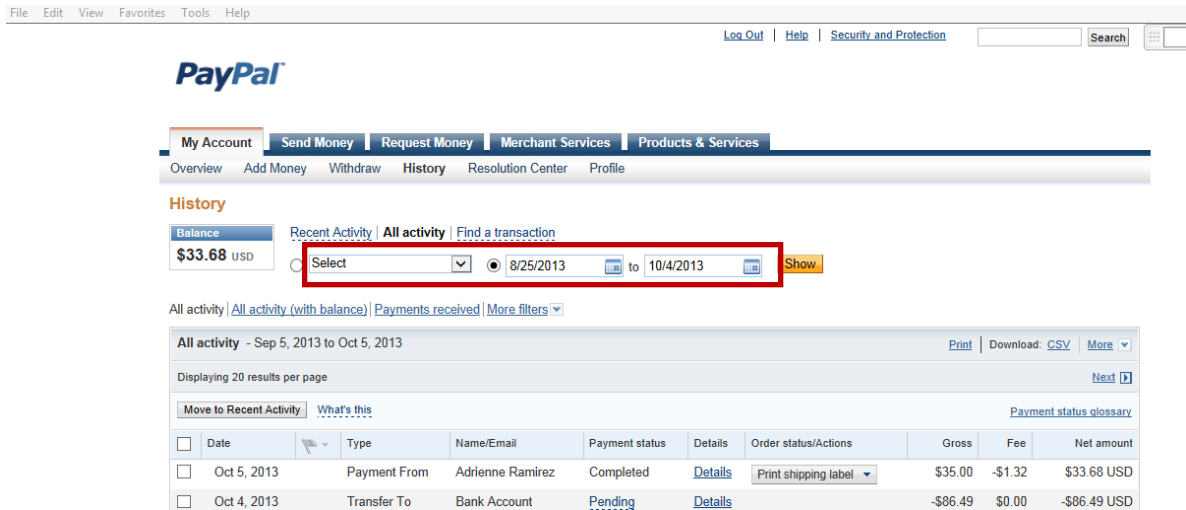 File Edit View Favorites Tools Help
Log Out | Help | Security and Protection Search
PayPal
My Account Send Money Request Money Merchant Services Products & Services
Overview Add Money Withdraw History Resolution Center Profile
History
Balance
$33.68 USD
Recent Activity | All activity | Find a transaction
Select 8/25/2013 to 10/4/2013 Show
All activity | All activity (with balance) | Payments received | More filters
All activity - Sep 5, 2013 to Oct 5, 2013 Print | Download: CSV | More
Displaying 20 results per page Next
Move to Recent Activity What's this Payment status glossary
Date Type Name/Email Payment status Details Order status/Actions Gross Fee Net amount
Oct 5, 2013 Payment From Adrienne Ramirez Completed Details Print shipping label $35.00 -$1.32 $33.68 USD
Oct 4, 2013 Transfer To Bank Account Pending Details -$86.49 $0.00 -$86.49 USD